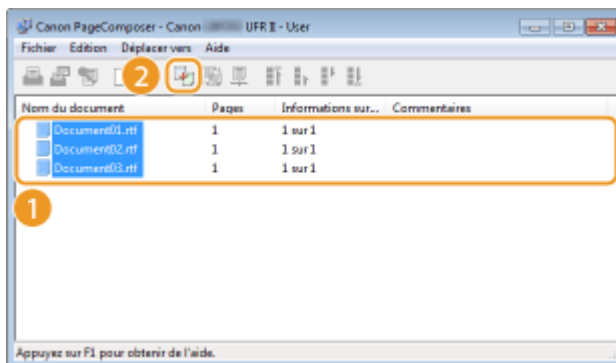 Canon PageComposer - Canon UFR II - User
Fichier Edition Déplacer vers Aide
2
Nom du document Pages Informations sur... Commentaires
Document01.rtf 1 1 sur 1
Document02.rtf 1 1 sur 1
Document03.rtf 1 1 sur 1
1
Appuyez sur F1 pour obtenir de l'aide.